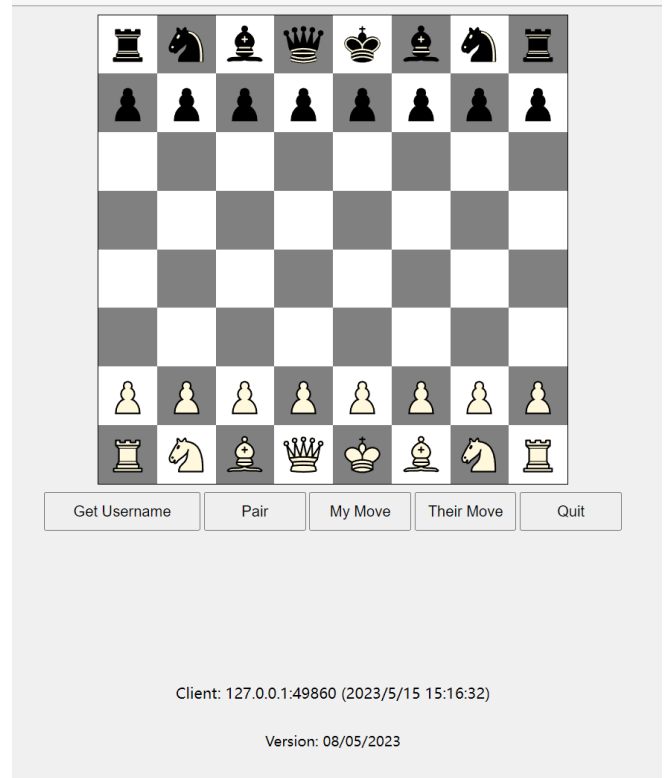 Get Username Pair My Move Their Move Quit
Client: 127.0.0.1:49860 (2023/5/15 15:16:32)
Version: 08/05/2023